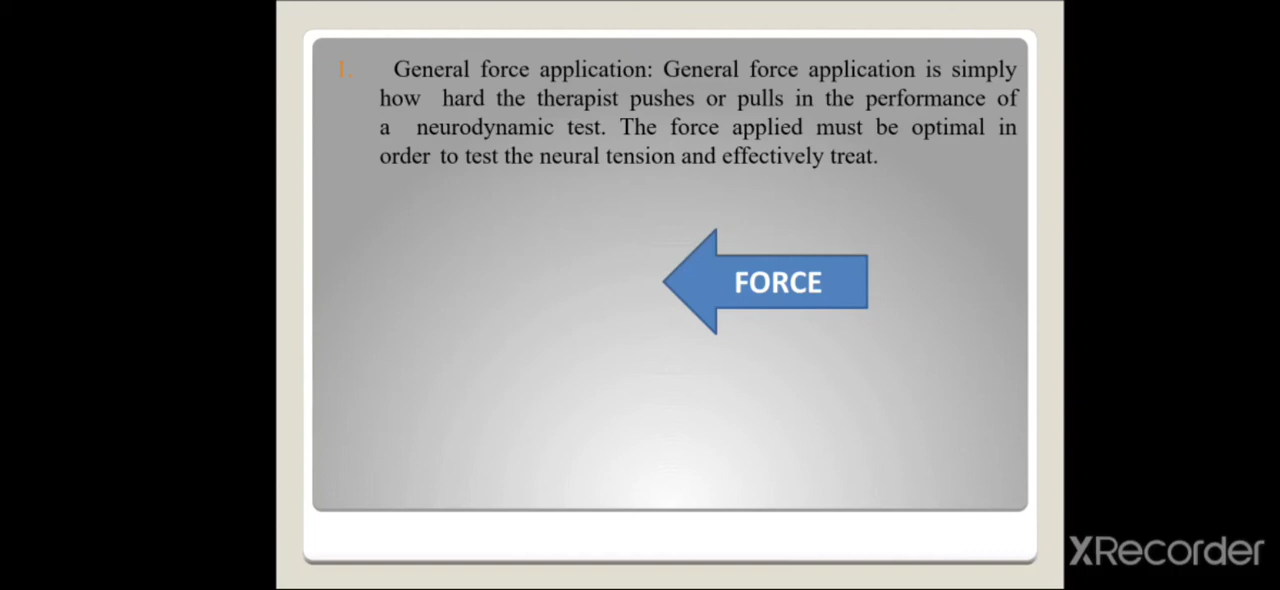 1. General force application: General force application is simply
how hard the therapist pushes or pulls in the performance of
a neurodynamic test. The force applied must be optimal in
order to test the neural tension and effectively treat.
FORCE
XRecorder